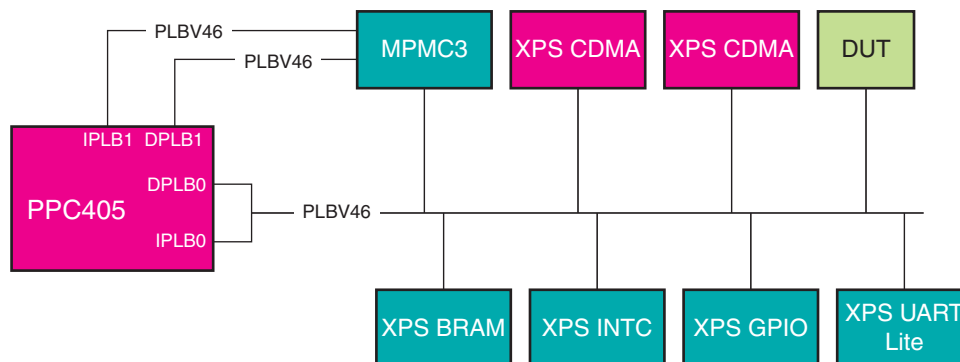 PLBV46
MPMC3
XPS CDMA
XPS CDMA
DUT
PLBV46
IPLB1 DPLB1
DPLB0
PPC405
PLBV46
IPLB0
XPS BRAM
XPS INTC
XPS GPIO
XPS UART
Lite